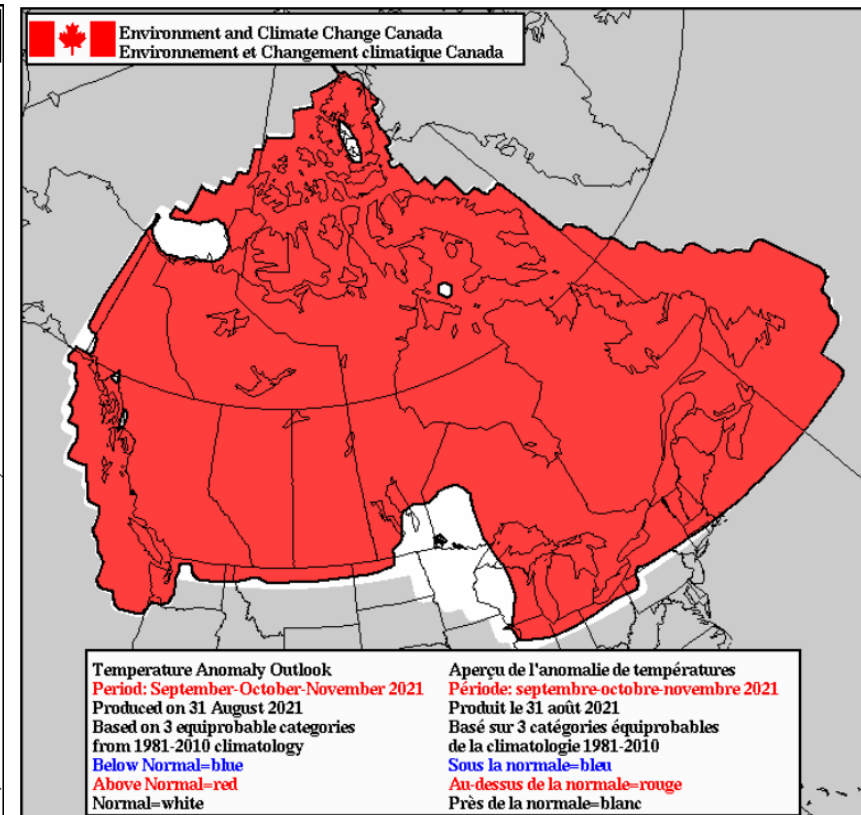 Environment and Climate Change Canada
Environnement et Changement climatique Canada
Temperature Anomaly Outlook
Period: September-October-November 2021
Produced on 31 August 2021
Based on 3 equiprobable categories
from 1981-2010 climatology
Below Normal=blue
Above Normal=red
Normal=white
Aperçu de l'anomalie de températures
Période: septembre-octobre-novembre 2021
Produit le 31 août 2021
Basé sur 3 catégories équiprobables
de la climatologie 1981-2010
Sous la normale=bleu
Au-dessus de la normale=rouge
Près de la normale=blanc